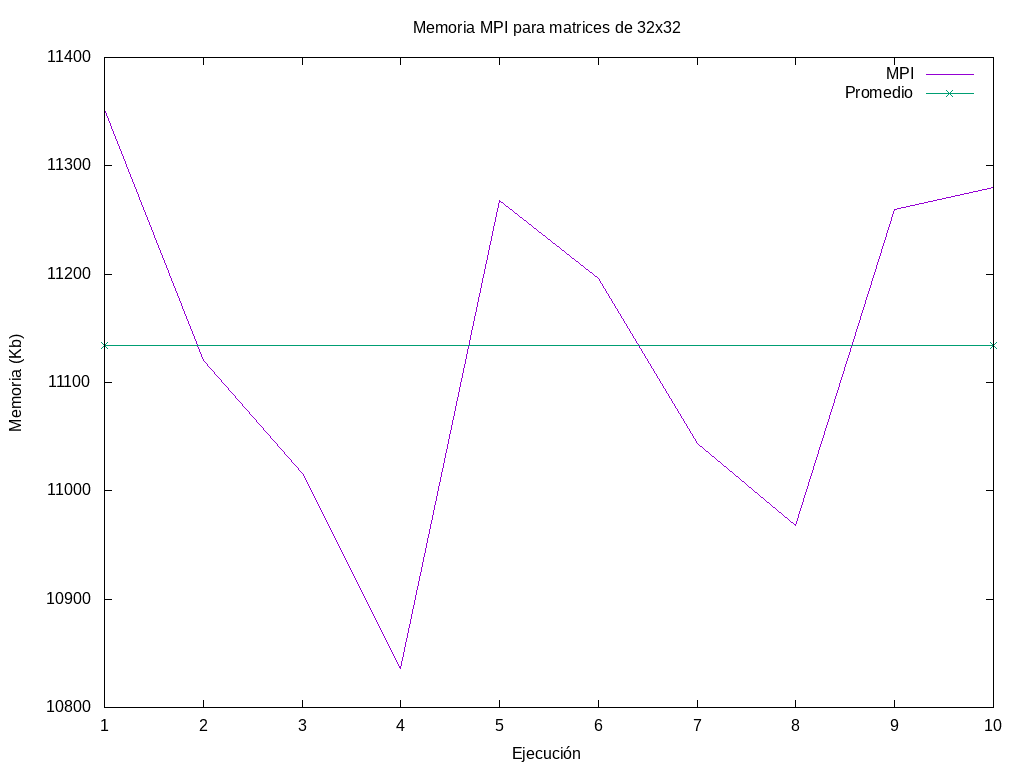 Memoria MPI para matrices de 32x32
MPI
Promedio
11400
11300
11200
11100
11000
10900
10800
Memoria (Kb)
1 2 3 4 5 6 7 8 9 10
Ejecución